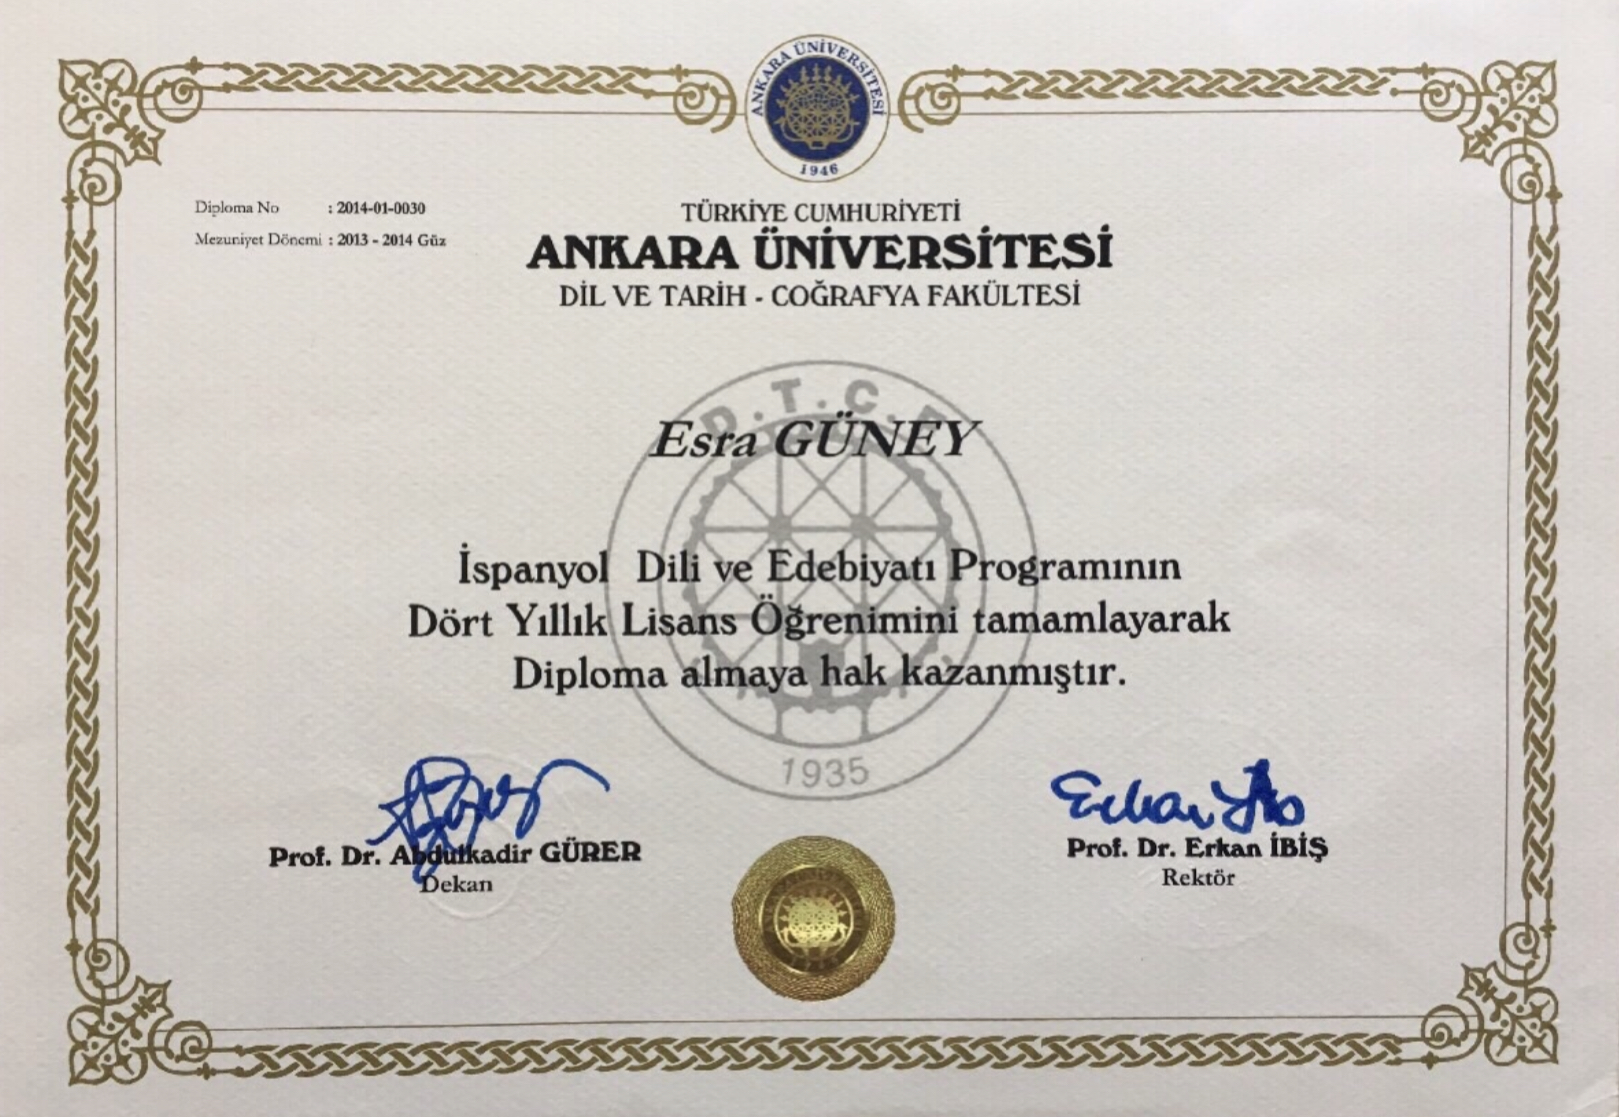 ANKARA ÜNİVERSİTESİ
1946
Diploma No : 2014-01-0030
Mezuniyet Dönemi : 2013 - 2014 Güz
TÜRKİYE CUMHURİYETİ
ANKARA ÜNİVERSİTESİ
DİL VE TARİH - COĞRAFYA FAKÜLTESİ
D.T.C.F
Esra GÜNEY
İspanyol Dili ve Edebiyatı Programının
Dört Yıllık Lisans Öğrenimini tamamlayarak
Diploma almaya hak kazanmıştır.
1935
Prof. Dr. Abdulkadir GÜRER
Dekan
Erkan İbiş
Prof. Dr. Erkan İBİŞ
Rektör